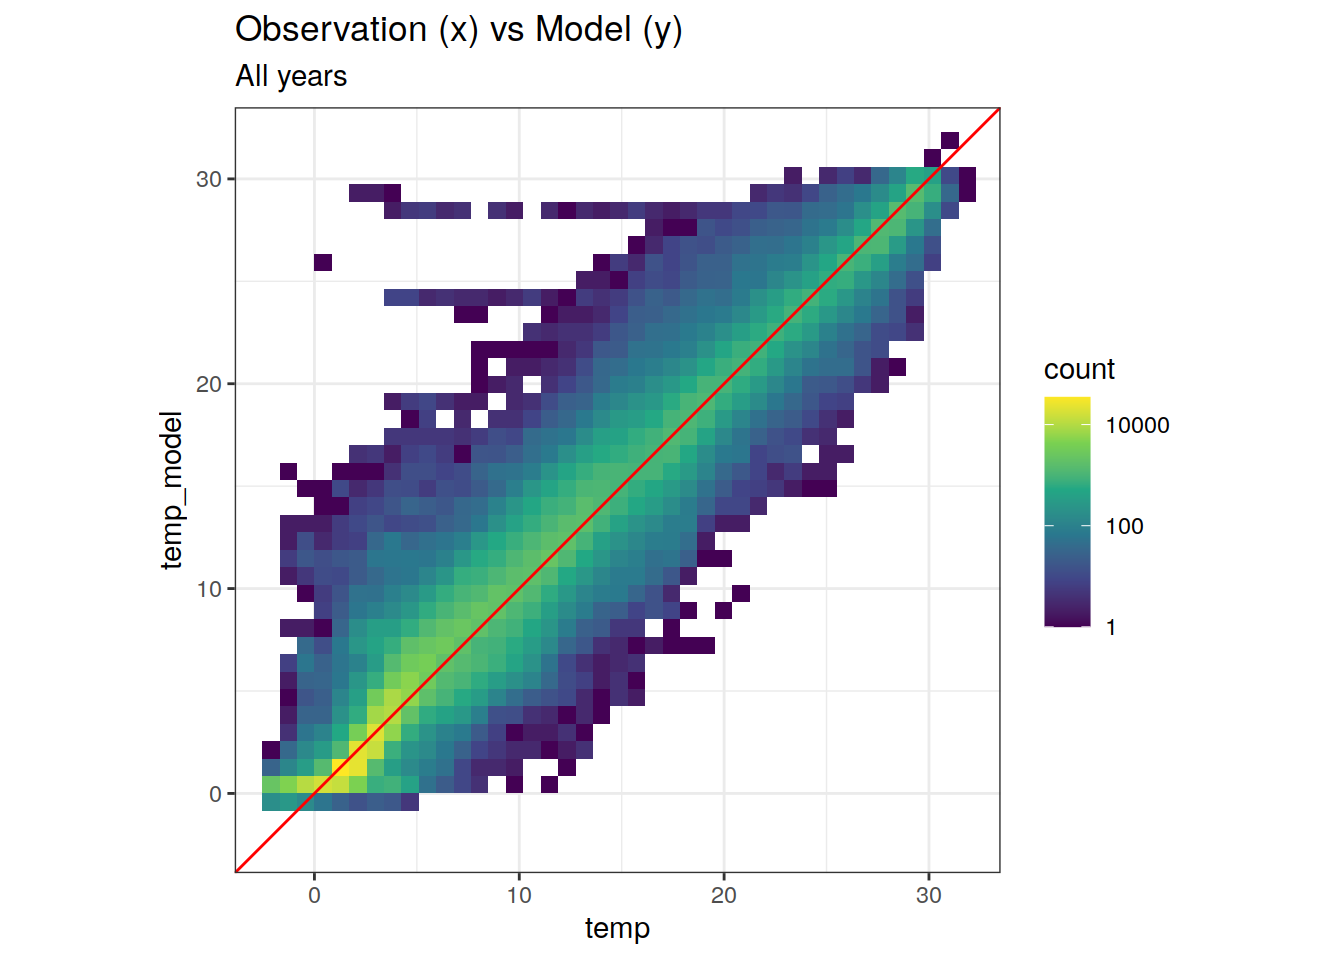 Observation (x) vs Model (y)
All years
30
20
10
0
temp_model
0 10 20 30
temp
count
10000
100
1